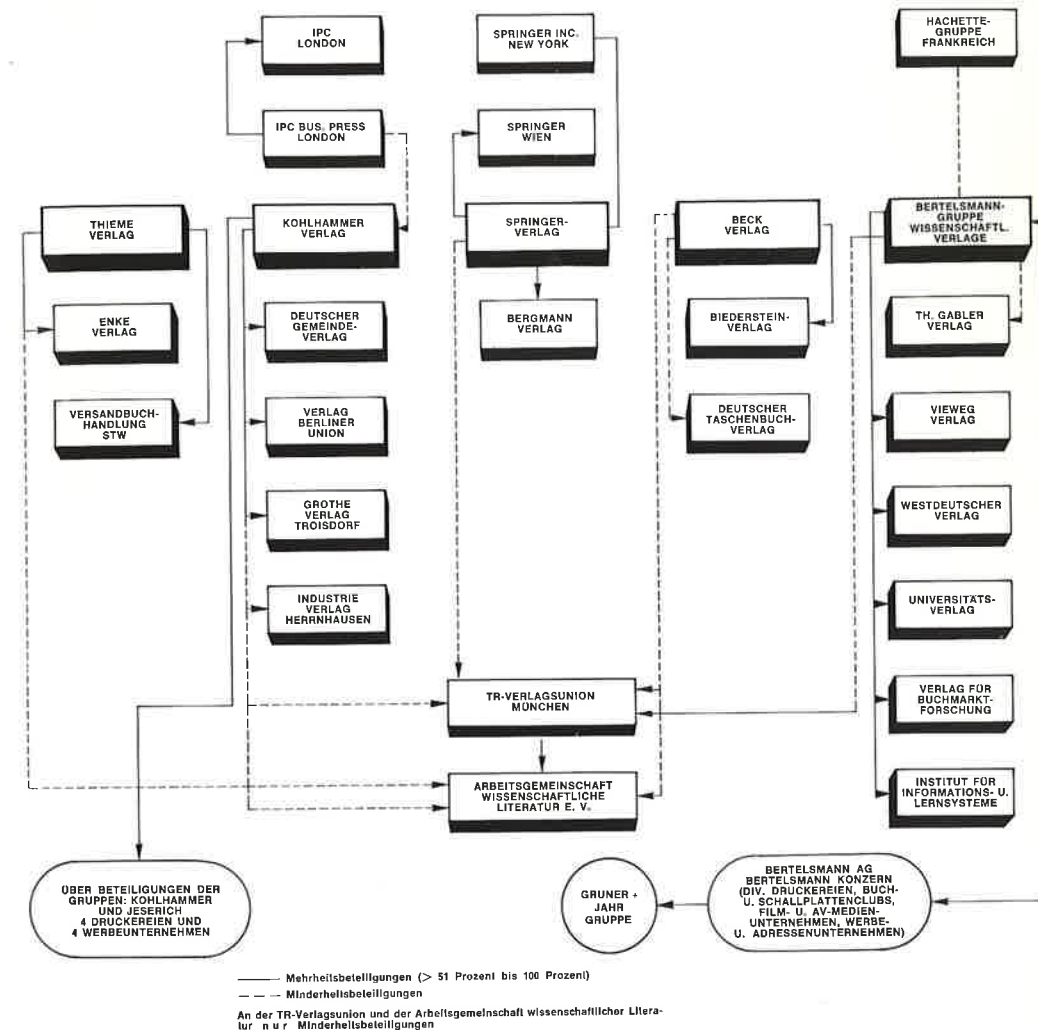 IPC
LONDON
SPRINGER INC.
NEW YORK
HACHETTE-
GRUPPE
FRANKREICH
IPC BUS. PRESS
LONDON
SPRINGER
WIEN
THIEME
VERLAG
KOHLHAMMER
VERLAG
SPRINGER-
VERLAG
BECK
VERLAG
BERTELSMANN-
GRUPPE
WISSENSCHAFTL.
VERLAGE
ENKE
VERLAG
DEUTSCHER
GEMEINDE-
VERLAG
BERGMANN
VERLAG
BIEDERSTEIN-
VERLAG
TH. GABLER
VERLAG
VERSANDBUCH-
HANDLUNG
STW
VERLAG
BERLINER
UNION
DEUTSCHER
TASCHENBUCH-
VERLAG
VIEWEG
VERLAG
GROTHE
VERLAG
TROISDORF
WESTDEUTSCHER
VERLAG
INDUSTRIE
VERLAG
HERRNHAUSEN
UNIVERSITÄTS-
VERLAG
TR-VERLAGSUNION
MÜNCHEN
VERLAG FÜR
BUCHMARKT-
FORSCHUNG
ARBEITSGEMEINSCHAFT
WISSENSCHAFTLICHE
LITERATUR E. V.
INSTITUT FÜR
INFORMATIONS- U.
LERNSYSTEME
ÜBER BETEILIGUNGEN DER
GRUPPEN: KOHLHAMMER
UND JESERICH
4 DRUCKEREIEN UND
4 WERBEUNTERNEHMEN
GRUNER +
JAHR
GRUPPE
BERTELSMANN AG
BERTELSMANN KONZERN
(DIV. DRUCKEREIEN, BUCH-
U. SCHALLPLATTENCLUBS,
FILM- U. AV-MEDIEN-
UNTERNEHMEN, WERBE-
U. ADRESSENUNTERNEHMEN)
Mehrheitsbeteiligungen (> 51 Prozent bis 100 Prozent)
Minderheitsbeteiligungen
An der TR-Verlagsunion und der Arbeitsgemeinschaft wissenschaftlicher Litera-
tur n u r Minderheitsbeteiligungen